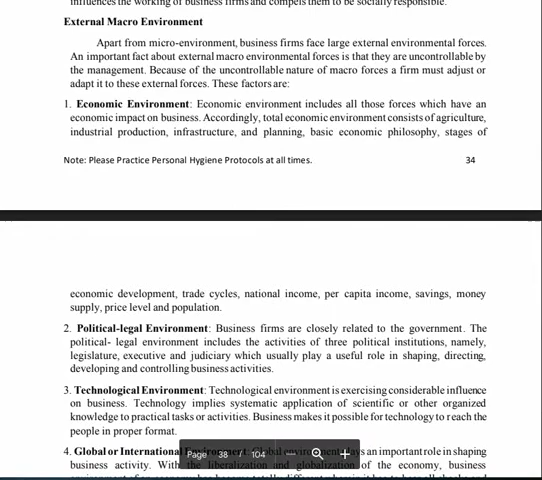 influences the working of business firms and compels them to be socially responsible.
External Macro Environment
Apart from micro-environment, business firms face large external environmental forces.
An important fact about external macro environmental forces is that they are uncontrollable by
the management. Because of the uncontrollable nature of macro forces a firm must adjust or
adapt it to these external forces. These factors are:
1. Economic Environment: Economic environment includes all those forces which have an
economic impact on business. Accordingly, total economic environment consists of agriculture,
industrial production, infrastructure, and planning, basic economic philosophy, stages of
Note: Please Practice Personal Hygiene Protocols at all times. 34
economic development, trade cycles, national income, per capita income, savings, money
supply, price level and population.
2. Political-legal Environment: Business firms are closely related to the government. The
political- legal environment includes the activities of three political institutions, namely,
legislature, executive and judiciary which usually play a useful role in shaping, directing,
developing and controlling business activities.
3. Technological Environment: Technological environment is exercising considerable influence
on business. Technology implies systematic application of scientific or other organized
knowledge to practical tasks or activities. Business makes it possible for technology to reach the
people in proper format.
4. Global or International Environment: Global environment plays an important role in shaping
Page 38 / 104
business activity. With the liberalization and globalization of the economy, business